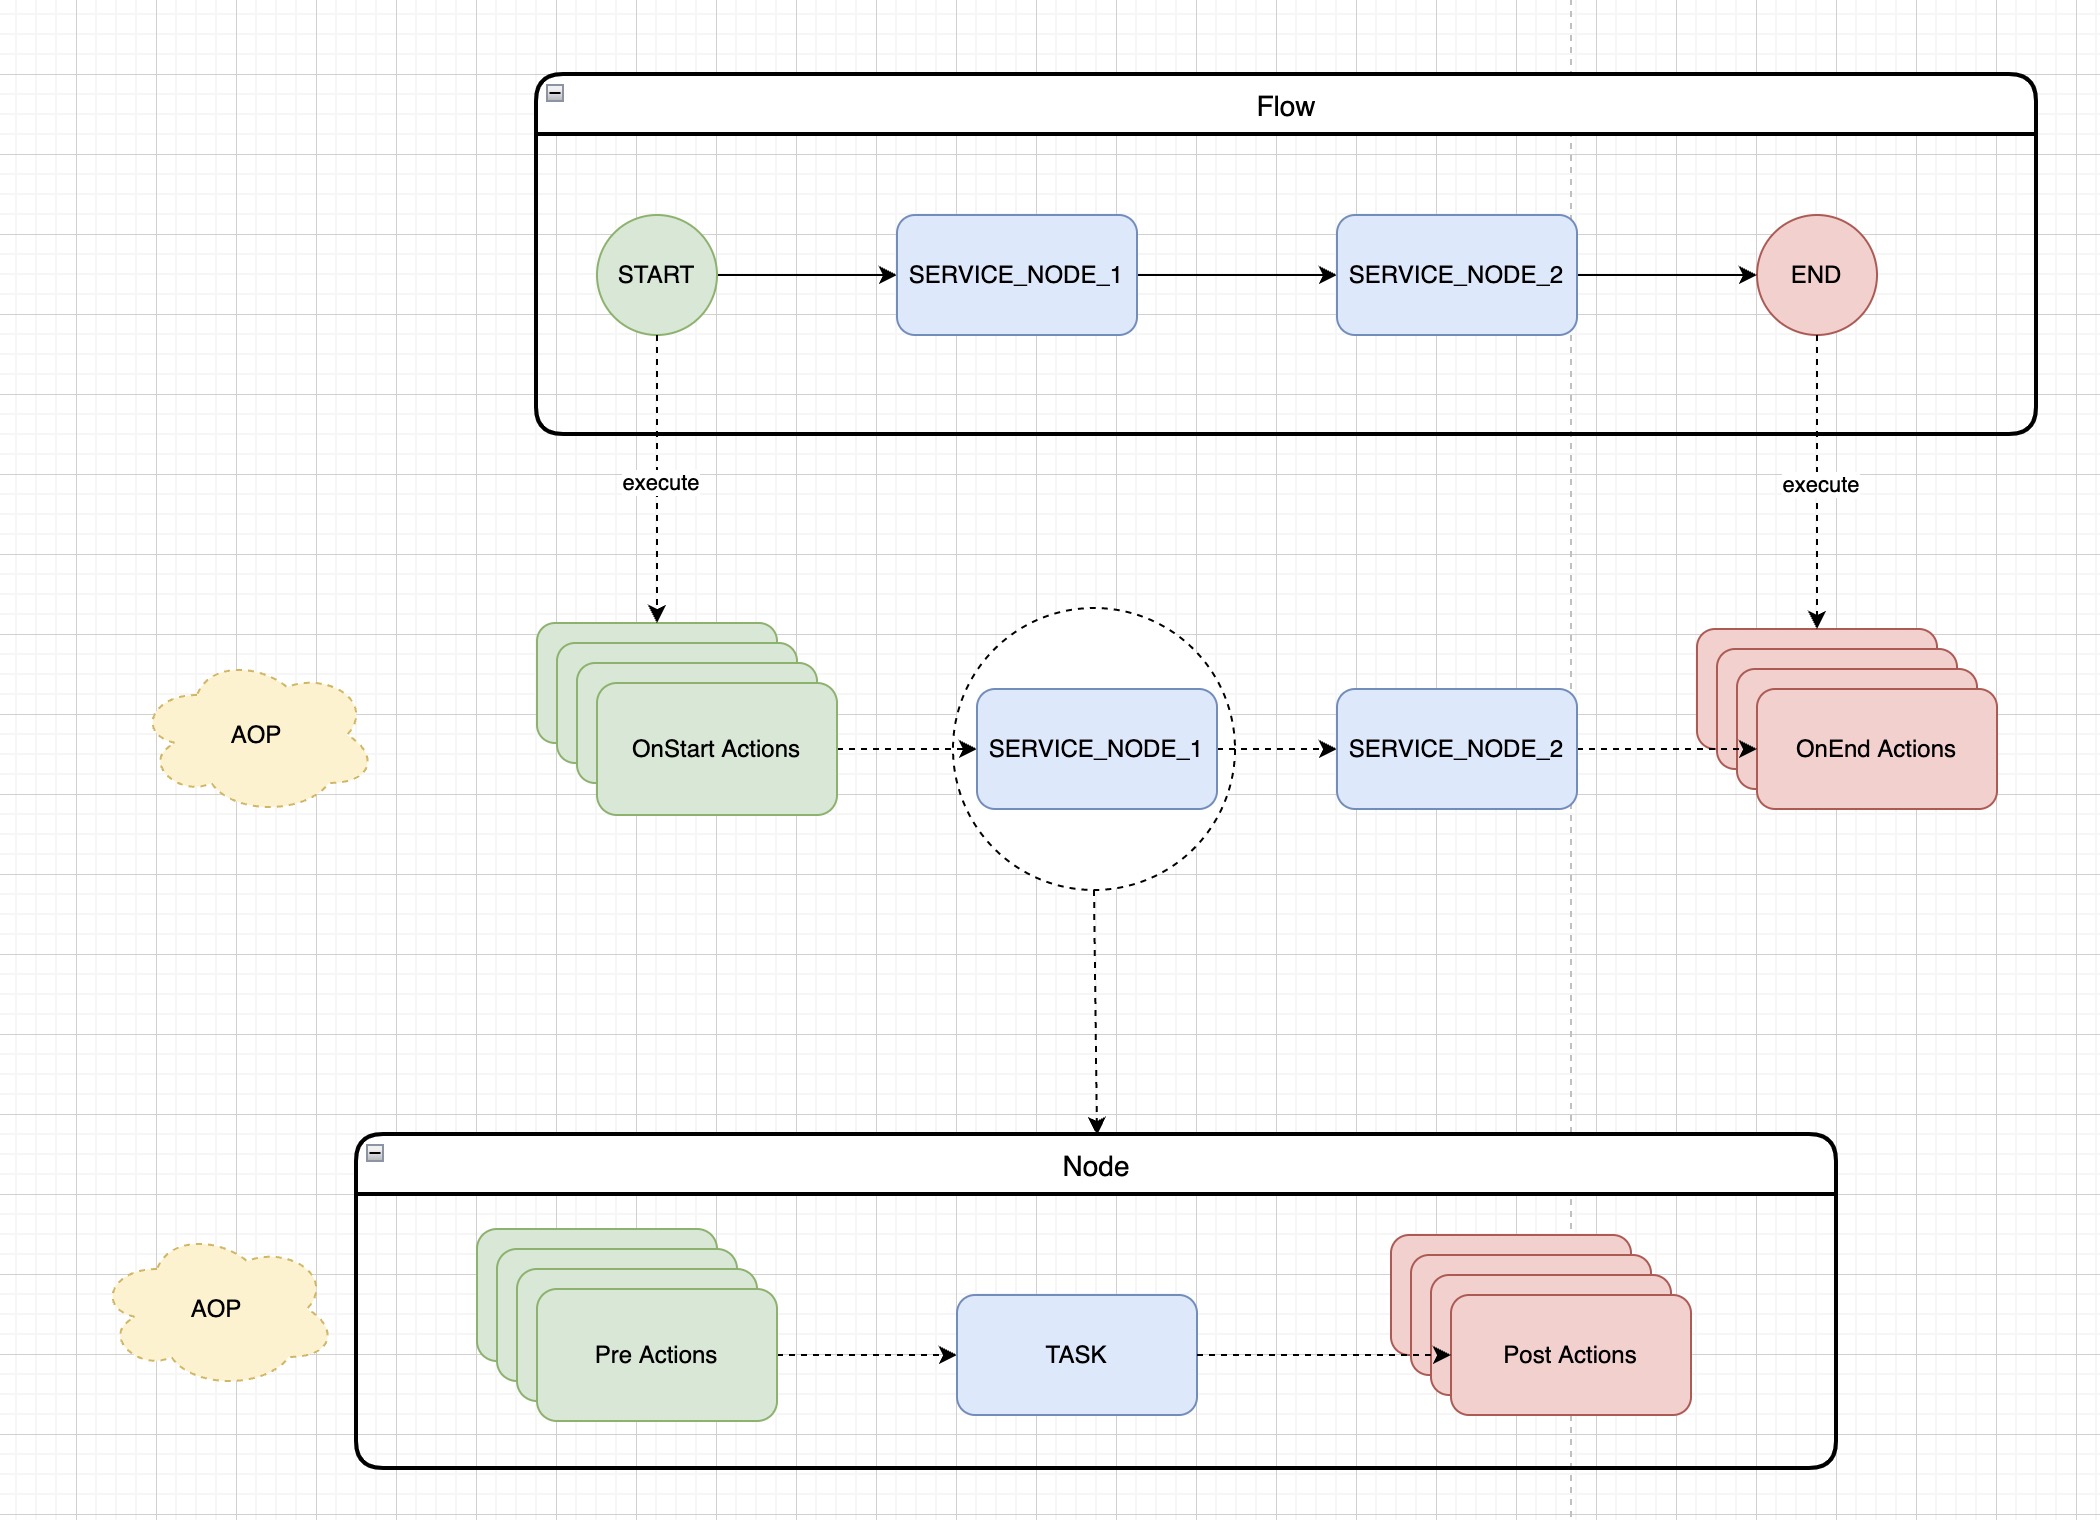 Flow
START
SERVICE_NODE_1
SERVICE_NODE_2
END
execute
execute
AOP
OnStart Actions
SERVICE_NODE_1
SERVICE_NODE_2
OnEnd Actions
Node
AOP
Pre Actions
TASK
Post Actions